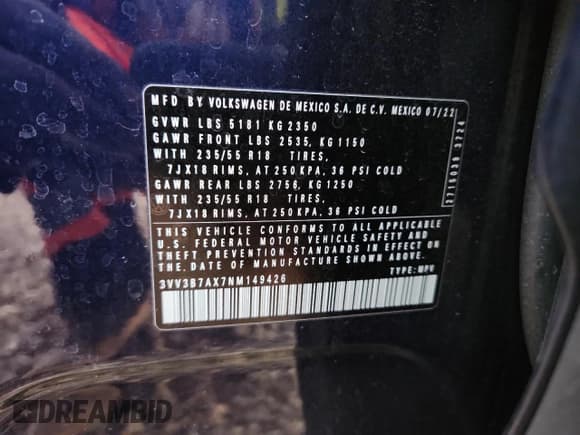 MFD BY VOLKSWAGEN DE MEXICO S.A. DE C.V. MEXICO 07/22
GVWR LBS 5181 KG 2350
GAWR FRONT LBS 2535, KG 1150
WITH 235/55 R18 TIRES,
7JX18 RIMS, AT 250 KPA, 36 PSI COLD
GAWR REAR LBS 2756, KG 1250
WITH 235/55 R18 TIRES,
7JX18 RIMS, AT 250 KPA, 36 PSI COLD
THIS VEHICLE CONFORMS TO ALL APPLICABLE
U.S. FEDERAL MOTOR VEHICLE SAFETY AND
THEFT PREVENTION STANDARDS IN EFFECT ON
THE DATE OF MANUFACTURE SHOWN ABOVE.
3VV3B7AX7NM149426 TYPE: MPV
DREAMBID